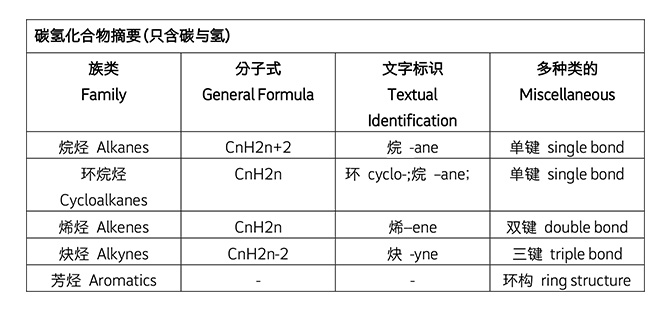 碳氢化合物摘要(只含碳与氢)
族类 分子式 文字标识 多种类的
Family General Formula Textual Miscellaneous
Identification
烷烃 Alkanes CnH2n+2 烷 -ane 单键 single bond
环烷烃 CnH2n 环 cyclo-;烷 –ane; 单键 single bond
Cycloalkanes
烯烃 Alkenes CnH2n 烯–ene 双键 double bond
炔烃 Alkynes CnH2n-2 炔 -yne 三键 triple bond
芳烃 Aromatics - - 环构 ring structure